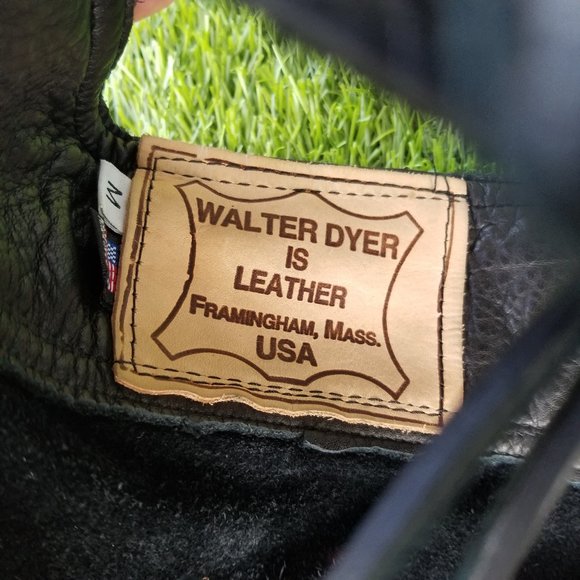 WALTER DYER
IS
LEATHER
FRAMINGHAM, MASS.
USA
M